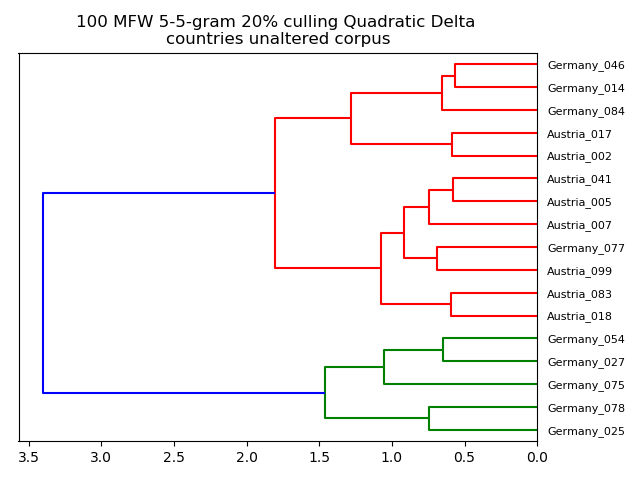 100 MFW 5-5-gram 20% culling Quadratic Delta
countries unaltered corpus
Germany_046
Germany_014
Germany_084
Austria_017
Austria_002
Austria_041
Austria_005
Austria_007
Germany_077
Austria_099
Austria_083
Austria_018
Germany_054
Germany_027
Germany_075
Germany_078
Germany_025
3.5 3.0 2.5 2.0 1.5 1.0 0.5 0.0